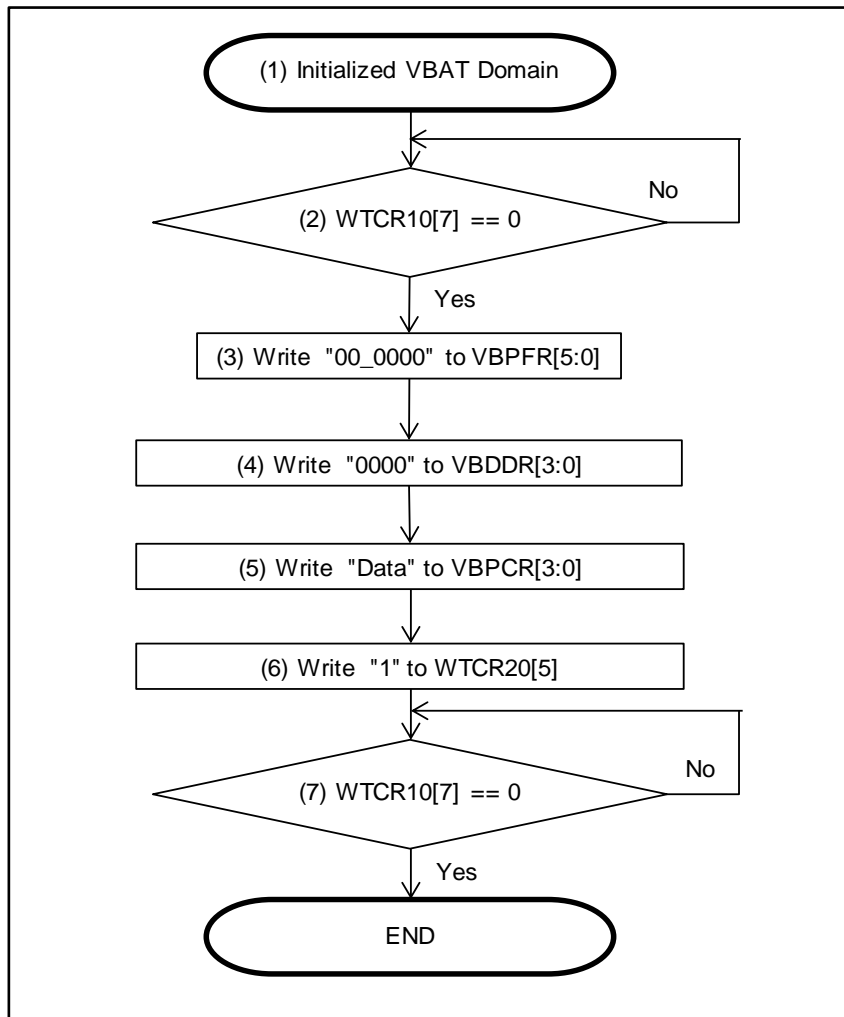 (1) Initialized VBAT Domain
No
(2) WTCR10[7] == 0
Yes
(3) Write "00_0000" to VBPFR[5:0]
(4) Write "0000" to VBDDR[3:0]
(5) Write "Data" to VBPCR[3:0]
(6) Write "1" to WTCR20[5]
No
(7) WTCR10[7] == 0
Yes
END